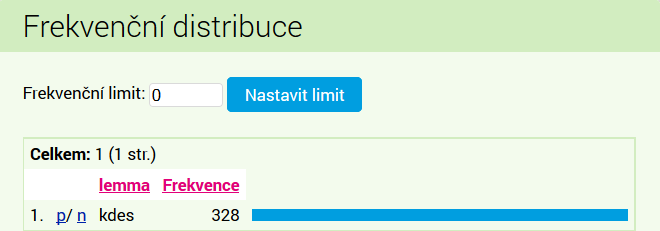 Frekvenční distribuce
Frekvenční limit: 0 Nastavit limit
Celkem: 1 (1 str.)
lemma Frekvence
1. p/ n kdes 328